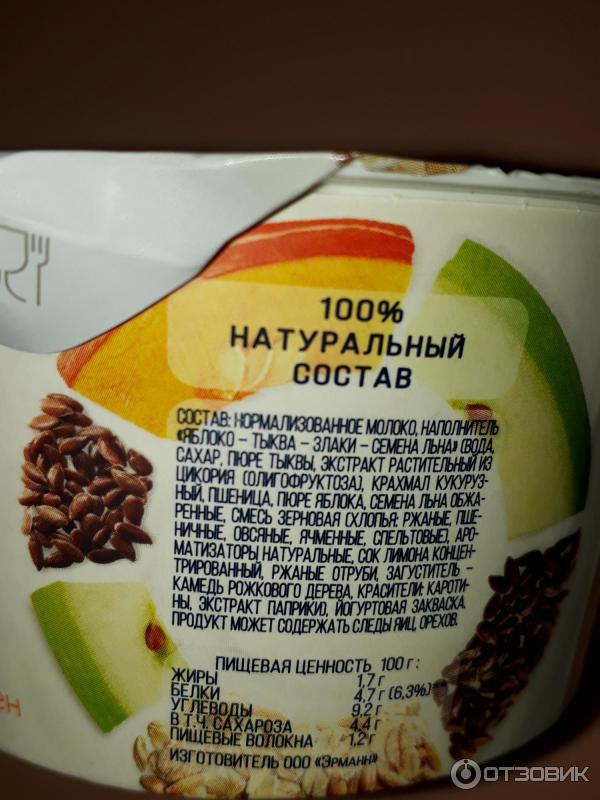 100%
НАТУРАЛЬНЫЙ
СОСТАВ
СОСТАВ: НОРМАЛИЗОВАННОЕ МОЛОКО, НАПОЛНИТЕЛЬ
«ЯБЛОКО – ТЫКВА – ЗЛАКИ – СЕМЕНА ЛЬНА» (ВОДА,
САХАР, ПЮРЕ ТЫКВЫ, ЭКСТРАКТ РАСТИТЕЛЬНЫЙ ИЗ
ЦИКОРИЯ (ОЛИГОФРУКТОЗА), КРАХМАЛ КУКУРУЗ-
НЫЙ, ПШЕНИЦА, ПЮРЕ ЯБЛОКА, СЕМЕНА ЛЬНА ОБЖА-
РЕННЫЕ, СМЕСЬ ЗЕРНОВАЯ (ХЛОПЬЯ: РЖАНЫЕ, ПШЕ-
НИЧНЫЕ, ОВСЯНЫЕ, ЯЧМЕННЫЕ, СПЕЛЬТОВЫЕ), АРО-
МАТИЗАТОРЫ НАТУРАЛЬНЫЕ, СОК ЛИМОНА КОНЦЕН-
ТРИРОВАННЫЙ, РЖАНЫЕ ОТРУБИ, ЗАГУСТИТЕЛЬ –
КАМЕДЬ РОЖКОВОГО ДЕРЕВА, КРАСИТЕЛИ: КАРОТИ-
НЫ, ЭКСТРАКТ ПАПРИКИ), ЙОГУРТОВАЯ ЗАКВАСКА.
ПРОДУКТ МОЖЕТ СОДЕРЖАТЬ СЛЕДЫ ЯИЦ, ОРЕХОВ.
ПИЩЕВАЯ ЦЕННОСТЬ 100 г:
ЖИРЫ 1,7 г
БЕЛКИ 4,7 г (6,3%)
УГЛЕВОДЫ 9,2 г
В Т.Ч. САХАРОЗА 4,4 г
ПИЩЕВЫЕ ВОЛОКНА 1,2 г
ИЗГОТОВИТЕЛЬ ООО «ЭРМАНН»
ОТЗОВИК